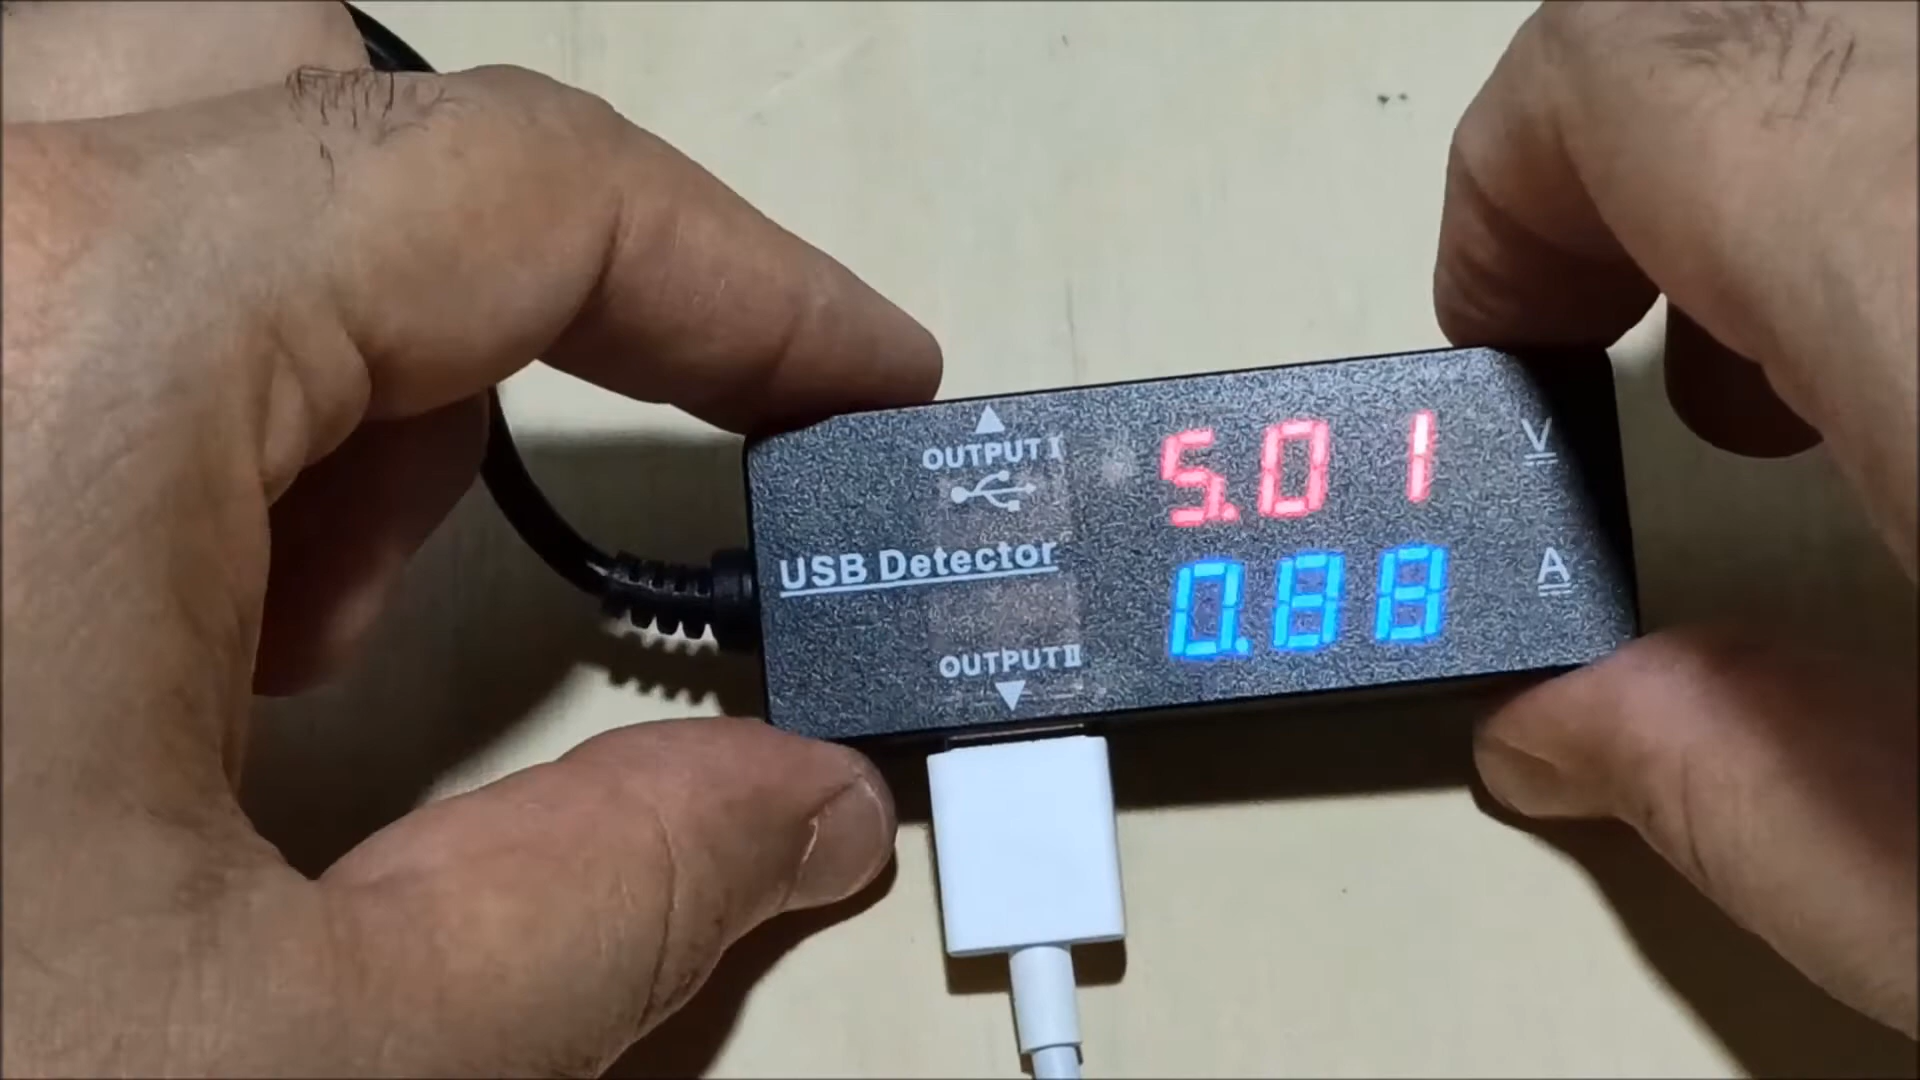 OUTPUT I
5.01 V
USB Detector
0.88 A
OUTPUT II